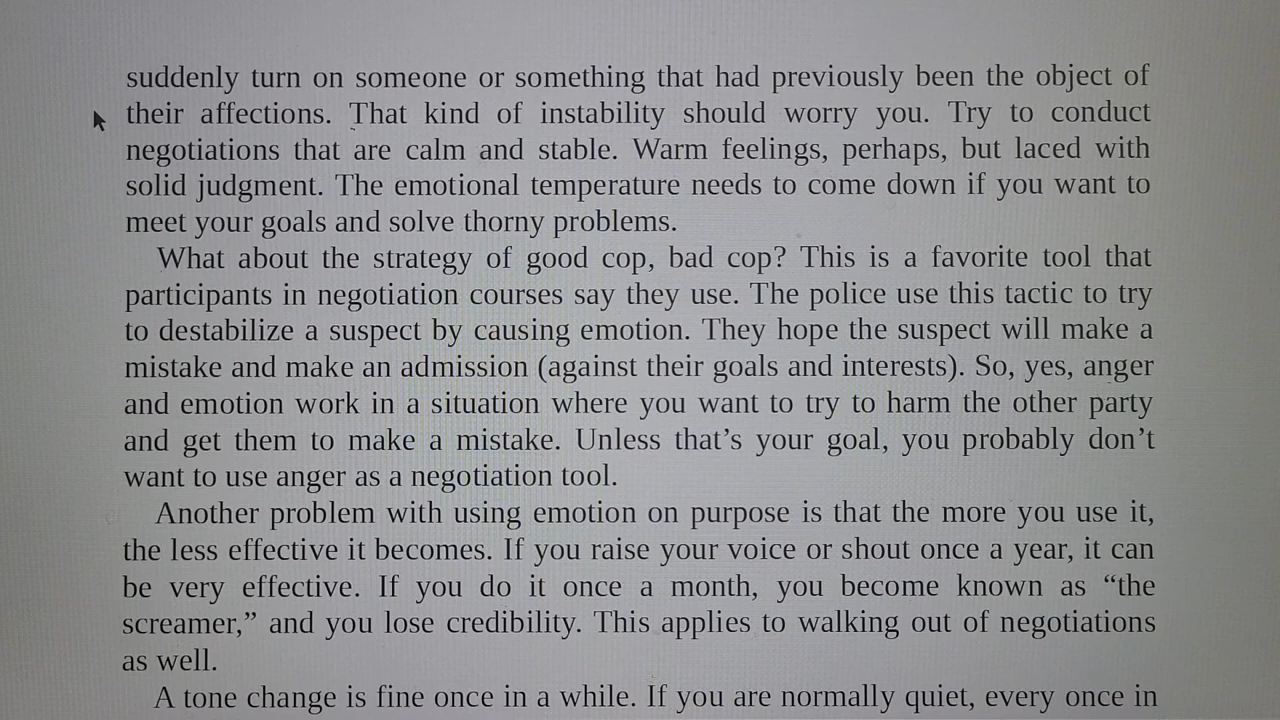 suddenly turn on someone or something that had previously been the object of
their affections. That kind of instability should worry you. Try to conduct
negotiations that are calm and stable. Warm feelings, perhaps, but laced with
solid judgment. The emotional temperature needs to come down if you want to
meet your goals and solve thorny problems.
What about the strategy of good cop, bad cop? This is a favorite tool that
participants in negotiation courses say they use. The police use this tactic to try
to destabilize a suspect by causing emotion. They hope the suspect will make a
mistake and make an admission (against their goals and interests). So, yes, anger
and emotion work in a situation where you want to try to harm the other party
and get them to make a mistake. Unless that’s your goal, you probably don’t
want to use anger as a negotiation tool.
Another problem with using emotion on purpose is that the more you use it,
the less effective it becomes. If you raise your voice or shout once a year, it can
be very effective. If you do it once a month, you become known as “the
screamer,” and you lose credibility. This applies to walking out of negotiations
as well.
A tone change is fine once in a while. If you are normally quiet, every once in